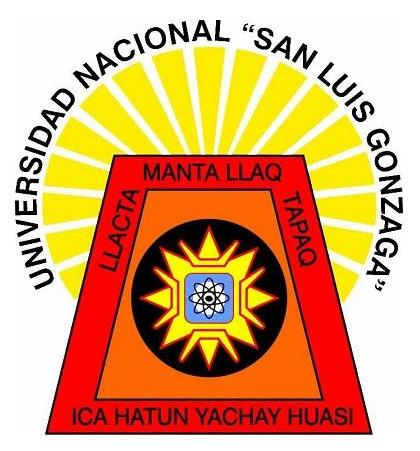 UNIVERSIDAD NACIONAL “SAN LUIS GONZAGA”
LLACTA MANTA LLAQ TAPAQ
ICA HATUN YACHAY HUASI